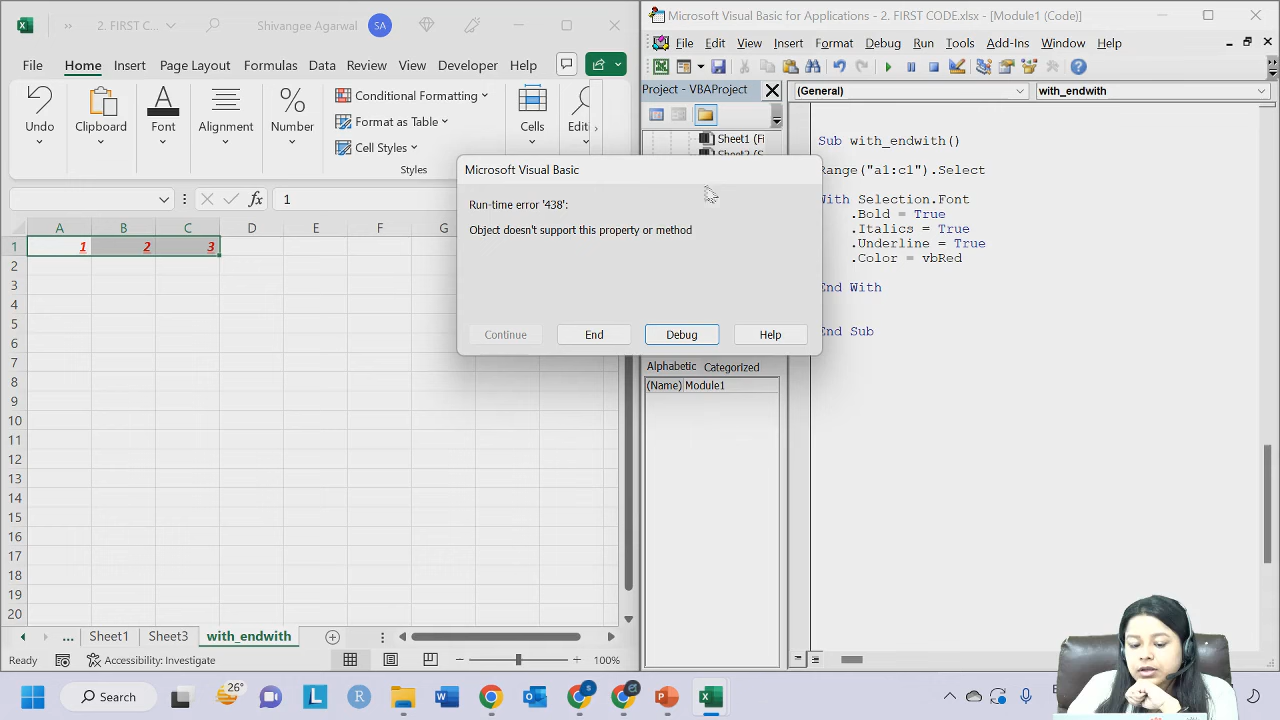 2. FIRST C...
Shivangee Agarwal
SA
File Home Insert Page Layout Formulas Data Review View Developer Help
Undo
Clipboard
Font
Alignment
Number
Conditional Formatting
Format as Table
Cell Styles
Styles
Cells
1
A B C D E F G
1 1 2 3
2
3
4
5
6
7
8
9
10
11
12
13
14
15
16
17
18
19
20
... Sheet1 Sheet3 with_endwith
Ready Accessibility: Investigate 100%
Microsoft Visual Basic for Applications - 2. FIRST CODE.xlsx - [Module1 (Code)]
File Edit View Insert Format Debug Run Tools Add-Ins Window Help
Project - VBAProject
Sheet1 (Fi
(General) with_endwith
Sub with_endwith()
Range("a1:c1").Select
With Selection.Font
.Bold = True
.Italics = True
.Underline = True
.Color = vbRed
End With
End Sub
Microsoft Visual Basic
Run-time error '438':
Object doesn't support this property or method
Continue End Debug Help
Alphabetic Categorized
(Name) Module1
26°
Search